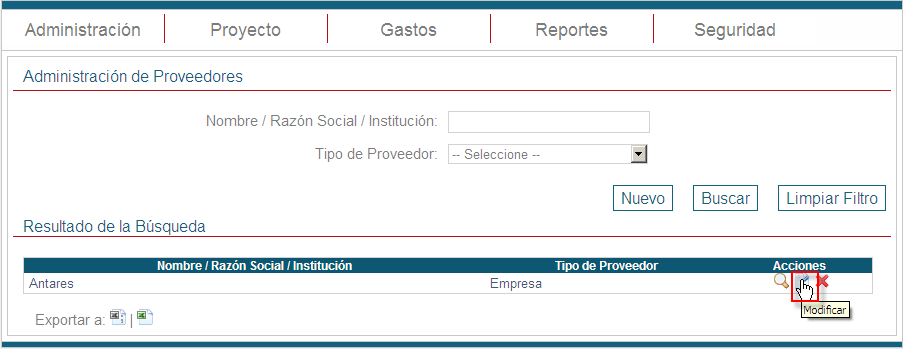 Administración Proyecto Gastos Reportes Seguridad
Administración de Proveedores
Nombre / Razón Social / Institución:
Tipo de Proveedor: -- Seleccione --
Nuevo Buscar Limpiar Filtro
Resultado de la Búsqueda
Nombre / Razón Social / Institución Tipo de Proveedor Acciones
Antares Empresa
Modificar
Exportar a: |